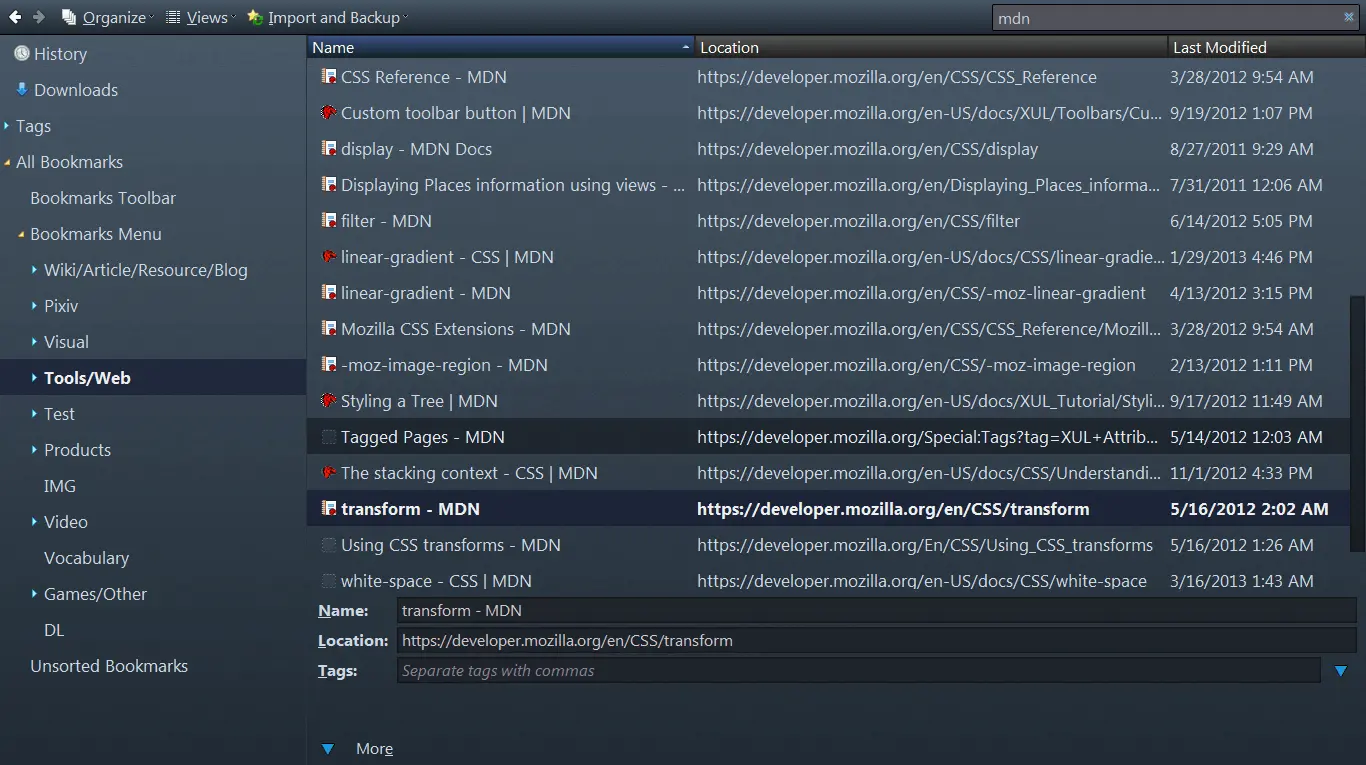 Organize Views Import and Backup mdn
History
Downloads
Tags
All Bookmarks
Bookmarks Toolbar
Bookmarks Menu
Wiki/Article/Resource/Blog
Pixiv
Visual
Tools/Web
Test
Products
IMG
Video
Vocabulary
Games/Other
DL
Unsorted Bookmarks
Name Location Last Modified
CSS Reference - MDN https://developer.mozilla.org/en/CSS/CSS_Reference 3/28/2012 9:54 AM
Custom toolbar button | MDN https://developer.mozilla.org/en-US/docs/XUL/Toolbars/Cu... 9/19/2012 1:07 PM
display - MDN Docs https://developer.mozilla.org/en/CSS/display 8/27/2011 9:29 AM
Displaying Places information using views - ... https://developer.mozilla.org/en/Displaying_Places_informa... 7/31/2011 12:06 AM
filter - MDN https://developer.mozilla.org/en/CSS/filter 6/14/2012 5:05 PM
linear-gradient - CSS | MDN https://developer.mozilla.org/en-US/docs/CSS/linear-gradie... 1/29/2013 4:46 PM
linear-gradient - MDN https://developer.mozilla.org/en/CSS/-moz-linear-gradient 4/13/2012 3:15 PM
Mozilla CSS Extensions - MDN https://developer.mozilla.org/en/CSS/CSS_Reference/Mozill... 3/28/2012 9:54 AM
-moz-image-region - MDN https://developer.mozilla.org/en/CSS/-moz-image-region 2/13/2012 1:11 PM
Styling a Tree | MDN https://developer.mozilla.org/en-US/docs/XUL_Tutorial/Styli... 9/17/2012 11:49 AM
Tagged Pages - MDN https://developer.mozilla.org/Special:Tags?tag=XUL+Attrib... 5/14/2012 12:03 AM
The stacking context - CSS | MDN https://developer.mozilla.org/en-US/docs/CSS/Understandi... 11/1/2012 4:33 PM
transform - MDN https://developer.mozilla.org/en/CSS/transform 5/16/2012 2:02 AM
Using CSS transforms - MDN https://developer.mozilla.org/En/CSS/Using_CSS_transforms 5/16/2012 1:26 AM
white-space - CSS | MDN https://developer.mozilla.org/en-US/docs/CSS/white-space 3/16/2013 1:43 AM
Name: transform - MDN
Location: https://developer.mozilla.org/en/CSS/transform
Tags: Separate tags with commas
More